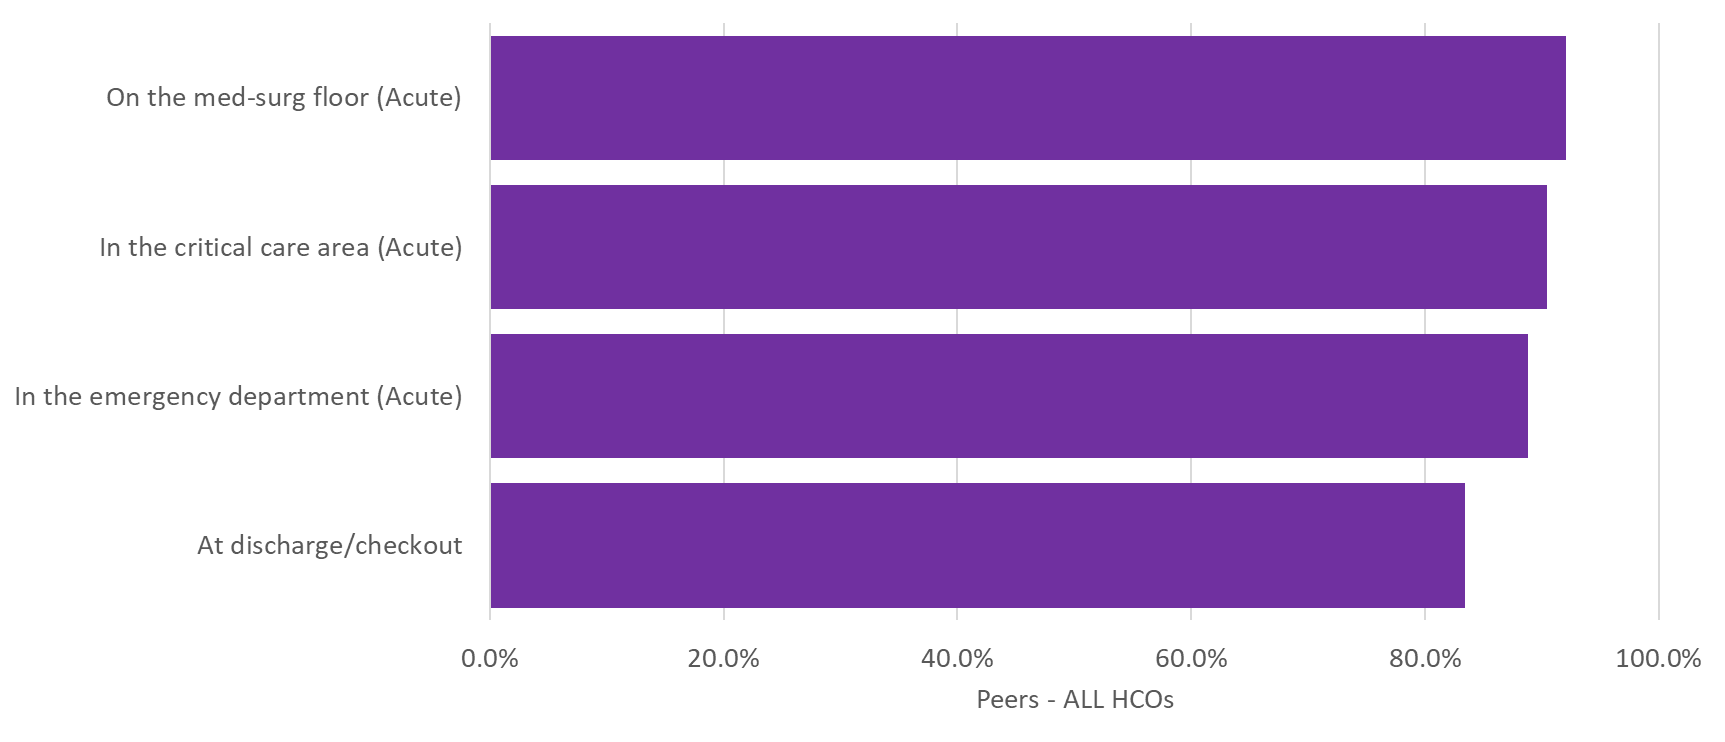 On the med-surg floor (Acute)
In the critical care area (Acute)
In the emergency department (Acute)
At discharge/checkout
0.0% 20.0% 40.0% 60.0% 80.0% 100.0%
Peers - ALL HCOs